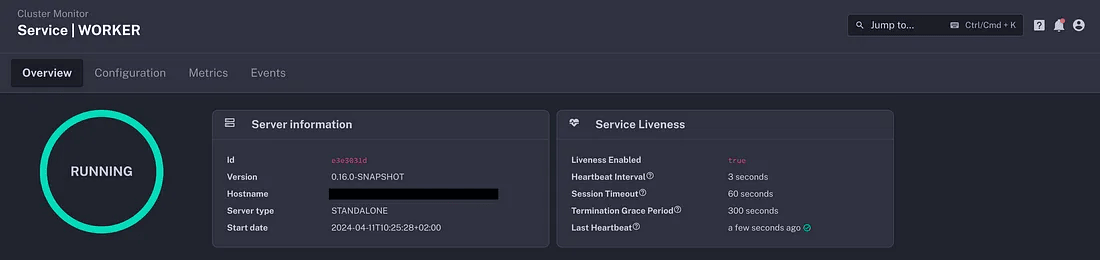 Cluster Monitor
Service | WORKER
Jump to... Ctrl/Cmd + K
Overview Configuration Metrics Events
RUNNING
Server information
Id e3e303id
Version 0.16.0-SNAPSHOT
Hostname
Server type STANDALONE
Start date 2024-04-11T10:25:28+02:00
Service Liveness
Liveness Enabled true
Heartbeat Interval 3 seconds
Session Timeout 60 seconds
Termination Grace Period 300 seconds
Last Heartbeat a few seconds ago